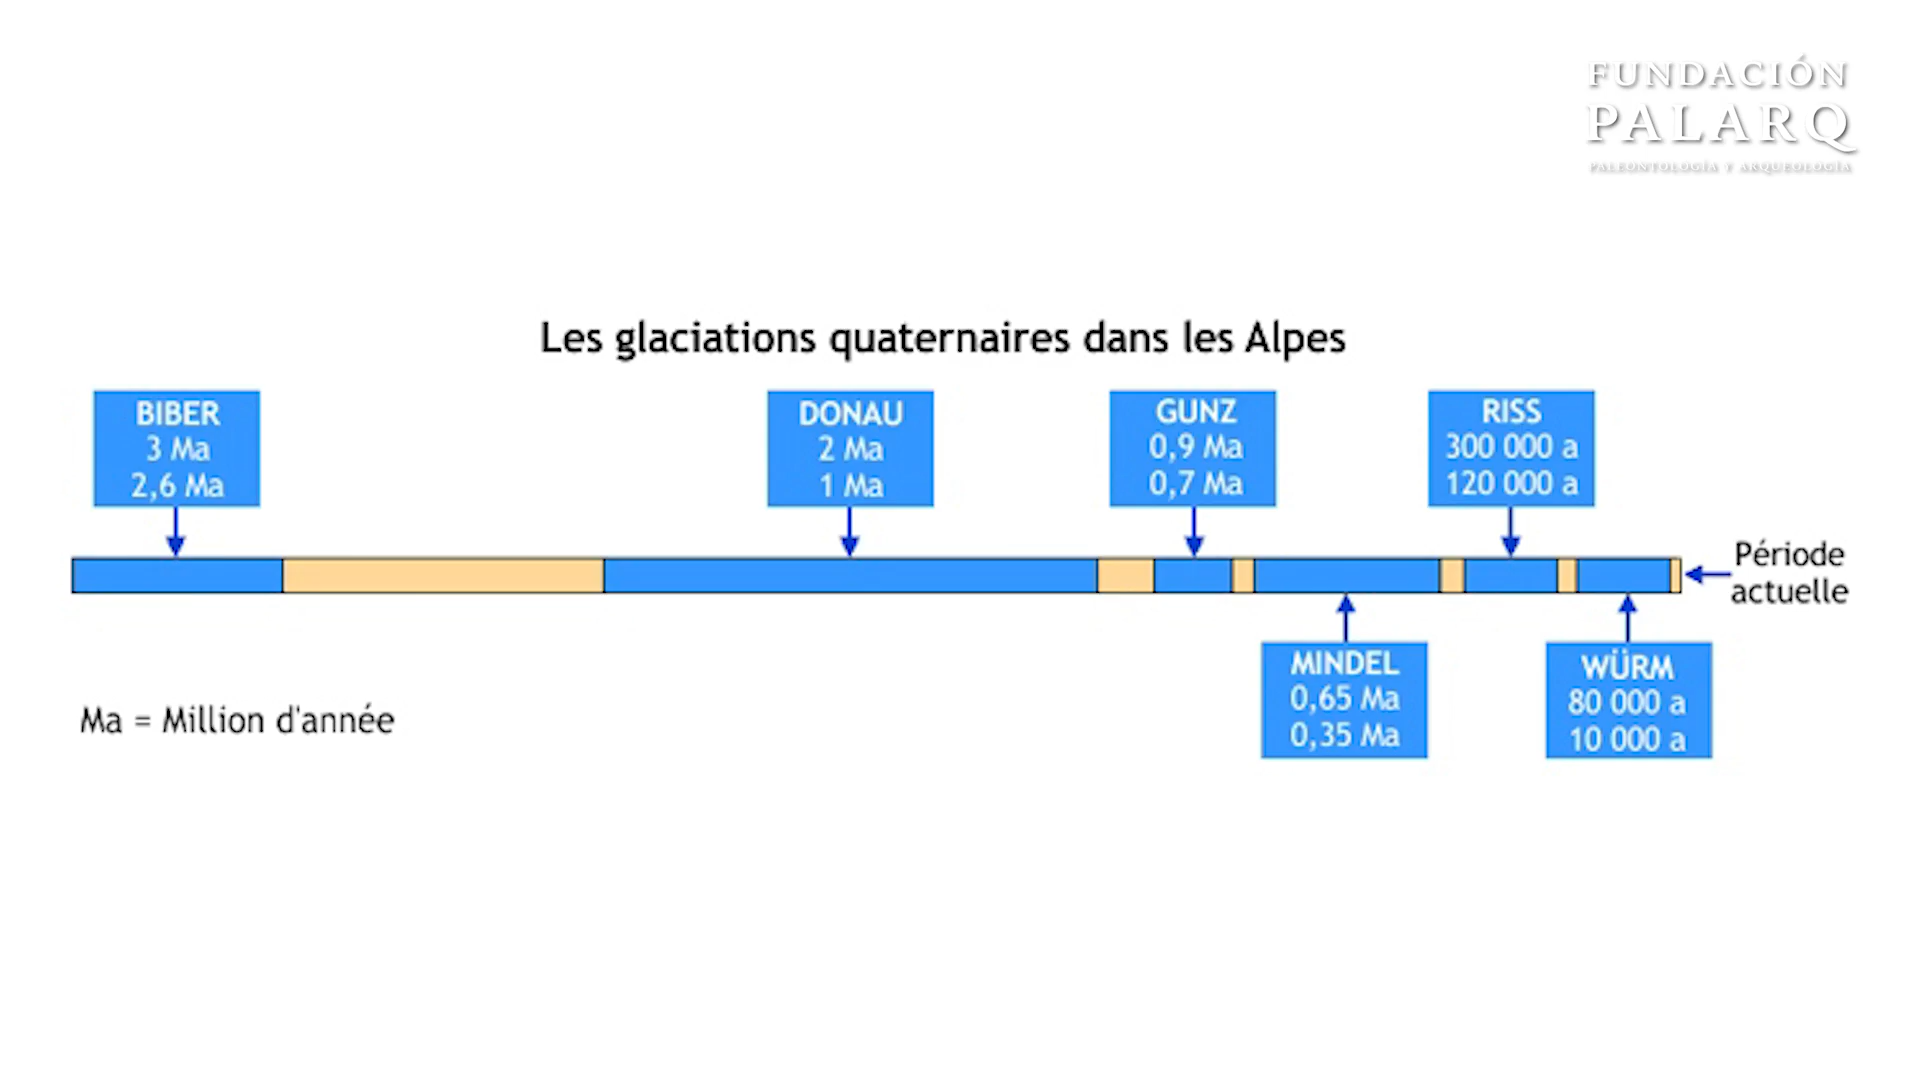 FUNDACIÓN
PALARQ
PALEONTOLOGÍA Y ARQUEOLOGÍA
Les glaciations quaternaires dans les Alpes
BIBER
3 Ma
2,6 Ma
DONAU
2 Ma
1 Ma
GUNZ
0,9 Ma
0,7 Ma
RISS
300 000 a
120 000 a
Période
actuelle
MINDEL
0,65 Ma
0,35 Ma
WÜRM
80 000 a
10 000 a
Ma = Million d'année